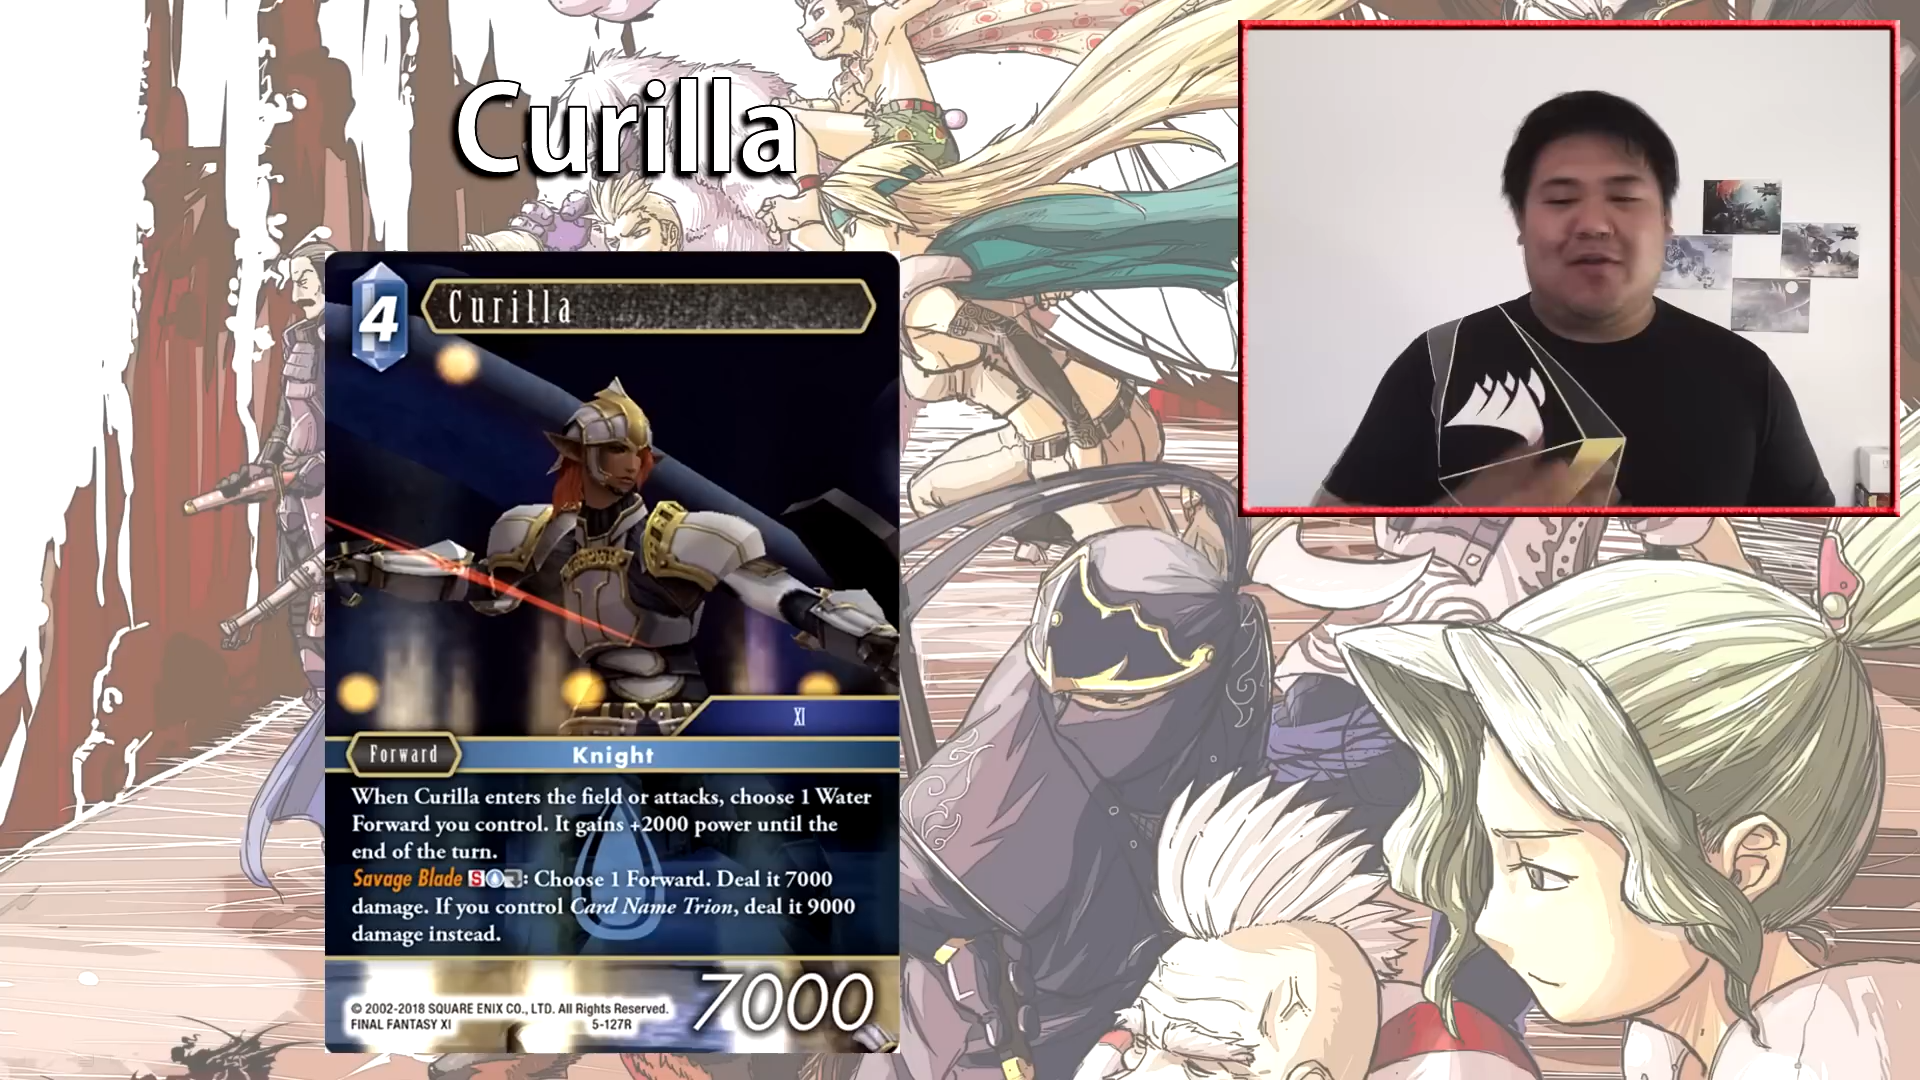 Curilla
4
Curilla
XI
Forward
Knight
When Curilla enters the field or attacks, choose 1 Water
Forward you control. It gains +2000 power until the
end of the turn.
Savage Blade S : Choose 1 Forward. Deal it 7000
damage. If you control Card Name Trion, deal it 9000
damage instead.
7000
© 2002-2018 SQUARE ENIX CO., LTD. All Rights Reserved.
FINAL FANTASY XI 5-127R